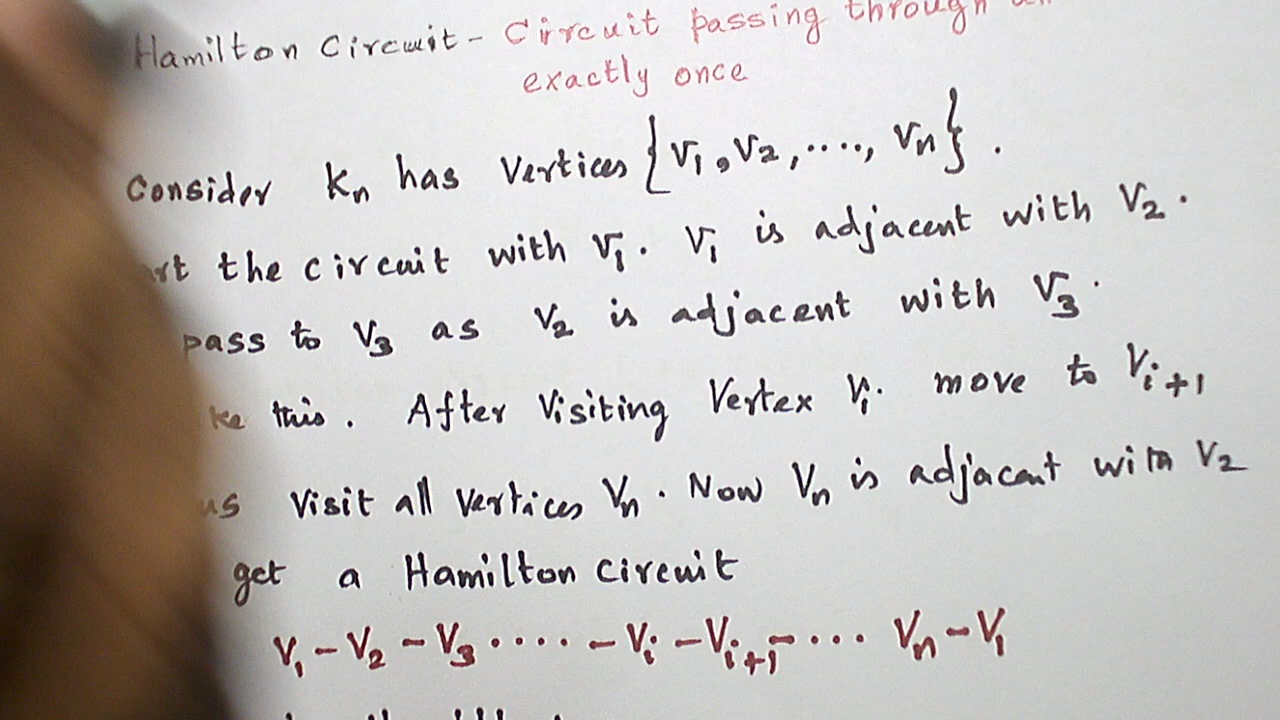 Hamilton Circuit - Circuit passing through
exactly once
Consider Kn has Vertices {V1, V2, ...., Vn}.
the circuit with V1. V1 is adjacent with V2.
pass to V3 as V2 is adjacent with V3.
this. After Visiting Vertex Vi move to Vi+1
Visit all Vertices Vn. Now Vn is adjacent with V2
get a Hamilton circuit
V1 - V2 - V3 ..... - Vi - Vi+1 - ... Vn - V1